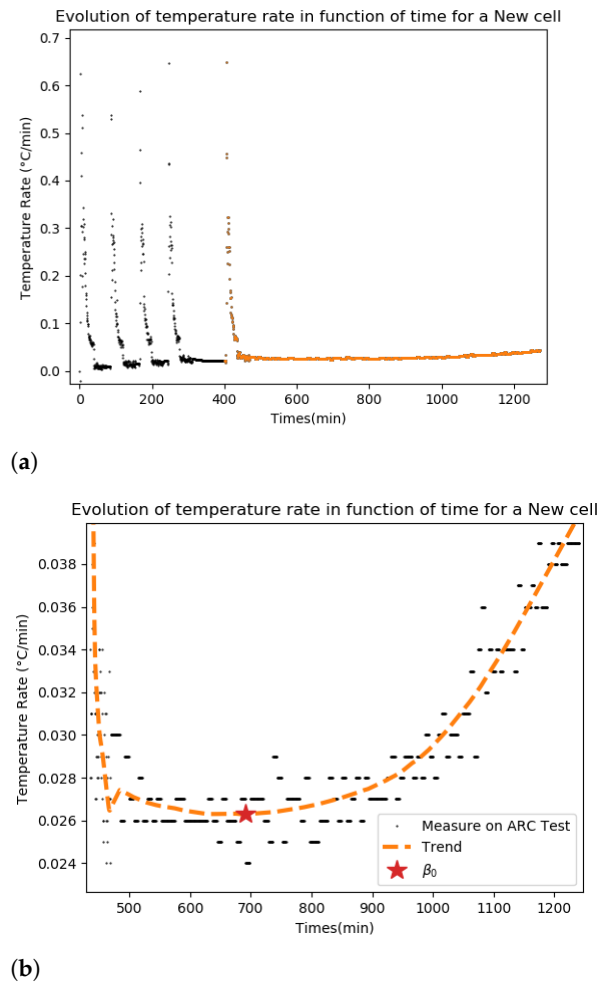 Evolution of temperature rate in function of time for a New cell
0.7
0.6
0.5
0.4
0.3
0.2
0.1
0.0
Temperature Rate (°C/min)
0
200
400
600
800
1000
1200
Times(min)
(a)
Evolution of temperature rate in function of time for a New cell
0.038
0.036
0.034
0.032
0.030
0.028
0.026
0.024
Temperature Rate (°C/min)
Measure on ARC Test
Trend
β₀
500
600
700
800
900
1000
1100
1200
Times(min)
(b)